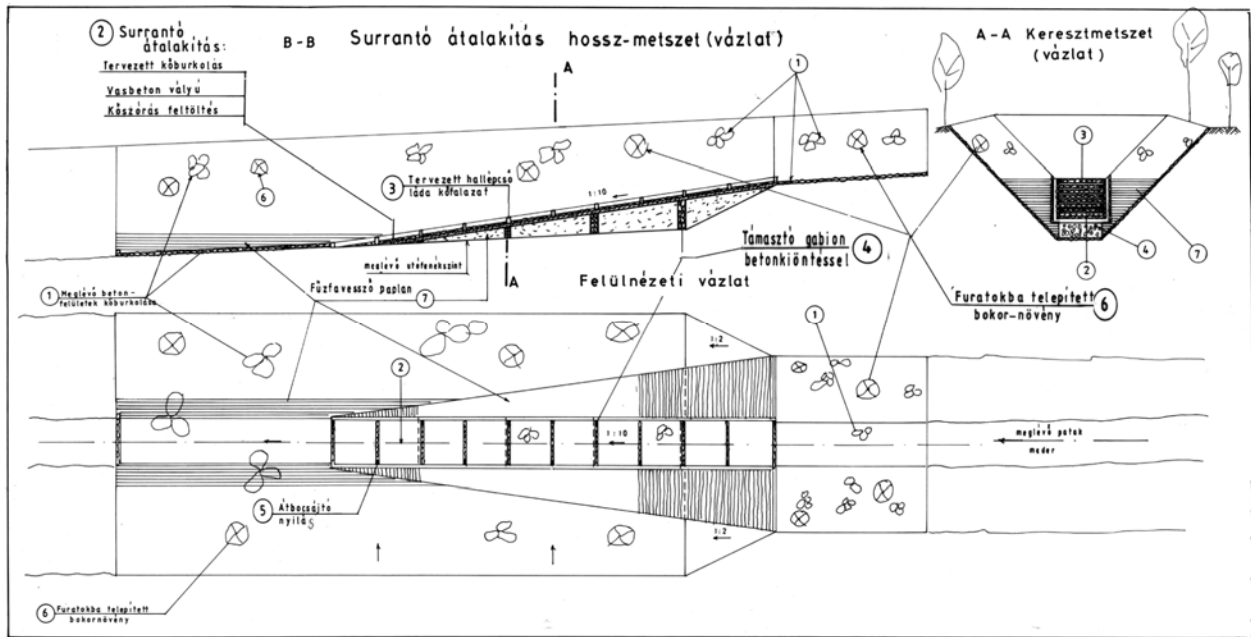 ② Surrantó
átalakítás:
Tervezett kőburkolás
Vasbeton vályú
Kőszórás feltöltés
B-B Surrantó átalakítás hossz-metszet (vázlat)
A
1
A-A Keresztmetszet
(vázlat)
6
3 Tervezett hallépcső
láda kőfalazat
1:10
3
4
7
2
meglévő utófenékszint
A
Támasztó gabion
betonkiöntéssel
4
1 Meglévő beton-
felületek kőburkolása
Fűzfavessző paplan
7
Felülnézeti vázlat
Furatokba telepített
bokor-növény
6
1
1:2
2
1:10
meglévő patak
meder
5 Átbocsájtó
nyílás
1:2
6 Furatokba telepített
bokornövény